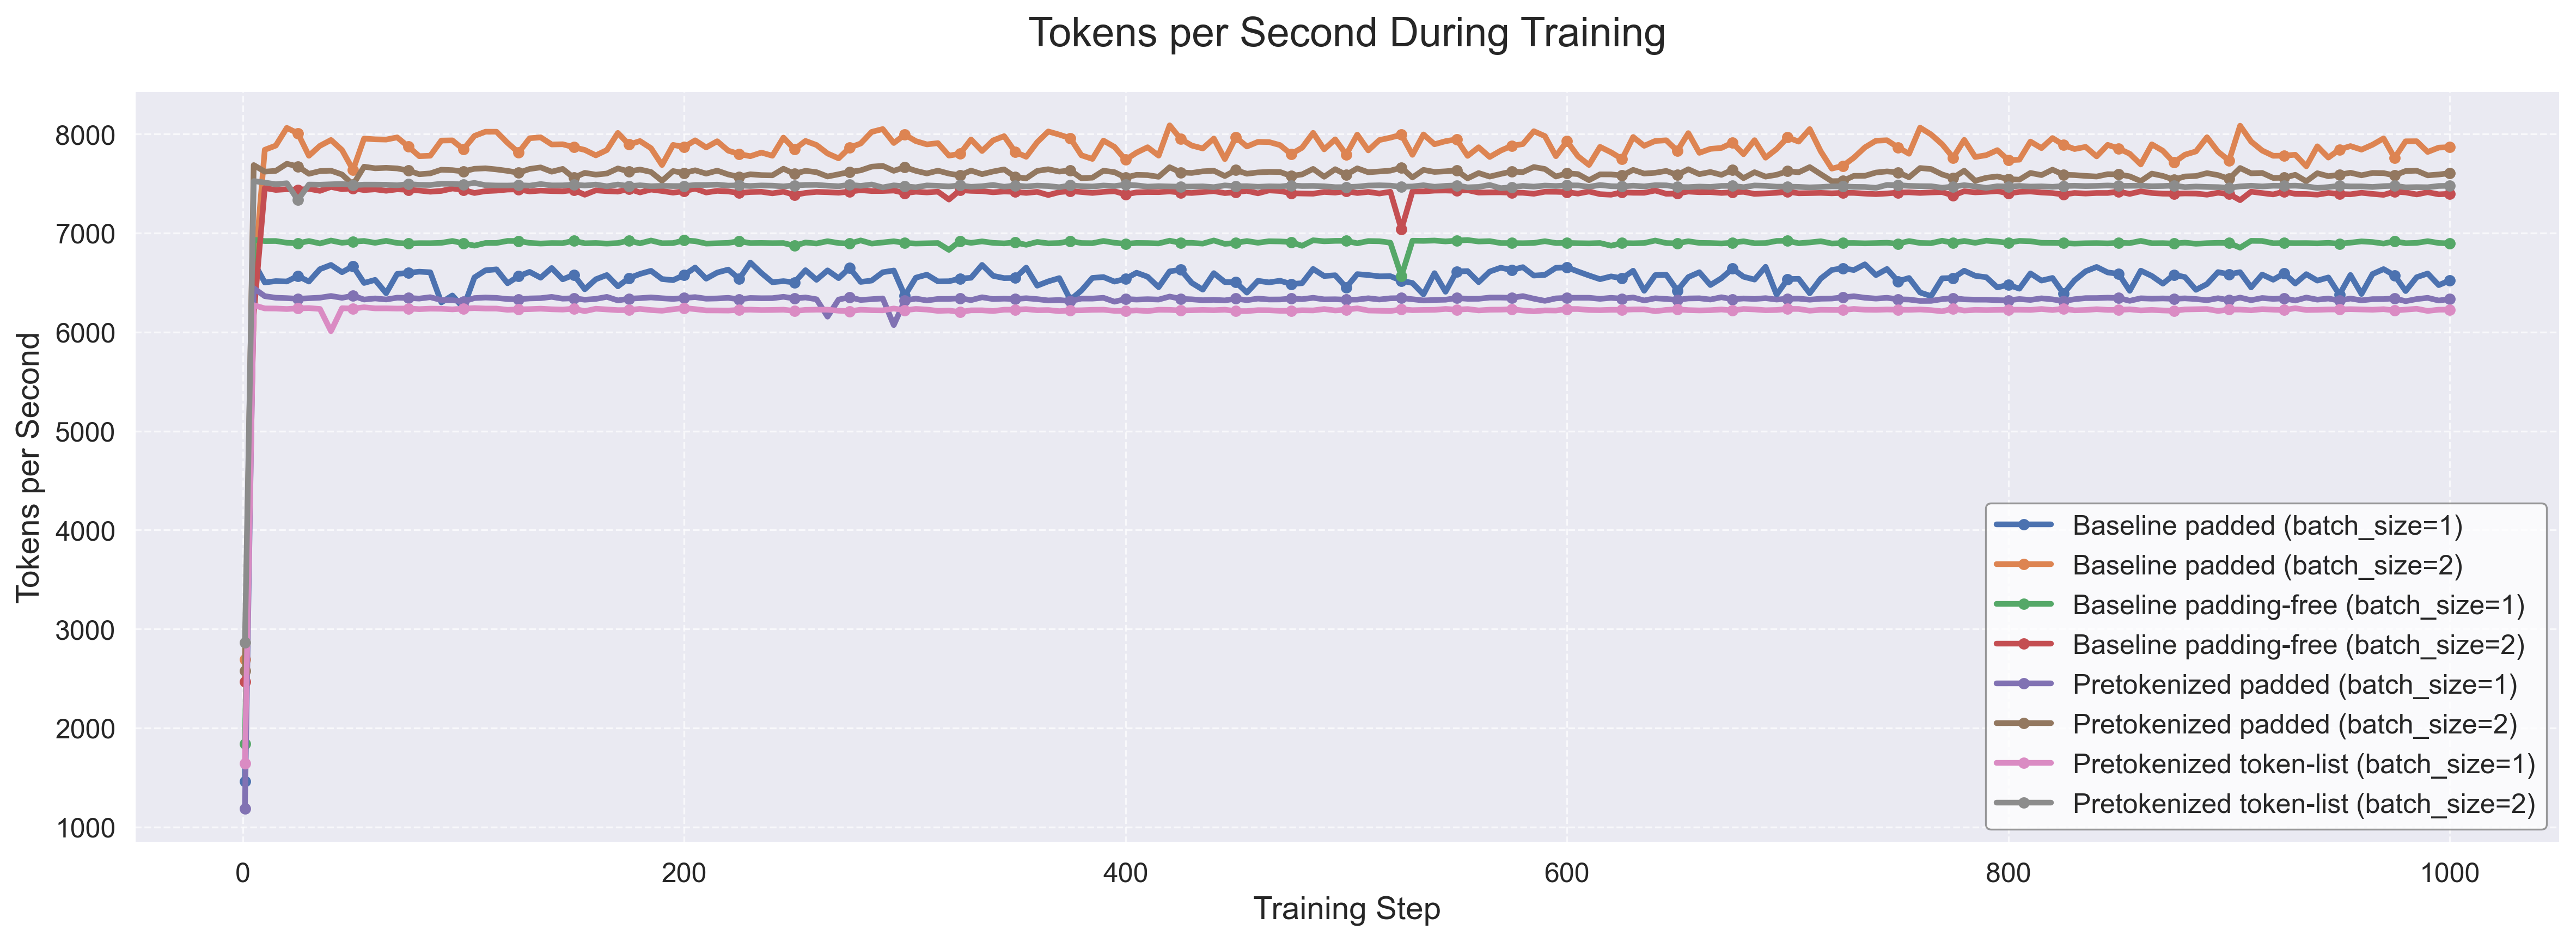 Tokens per Second During Training
Tokens per Second
8000
7000
6000
5000
4000
3000
2000
1000
0
200
400
600
800
1000
Training Step
Baseline padded (batch_size=1)
Baseline padded (batch_size=2)
Baseline padding-free (batch_size=1)
Baseline padding-free (batch_size=2)
Pretokenized padded (batch_size=1)
Pretokenized padded (batch_size=2)
Pretokenized token-list (batch_size=1)
Pretokenized token-list (batch_size=2)